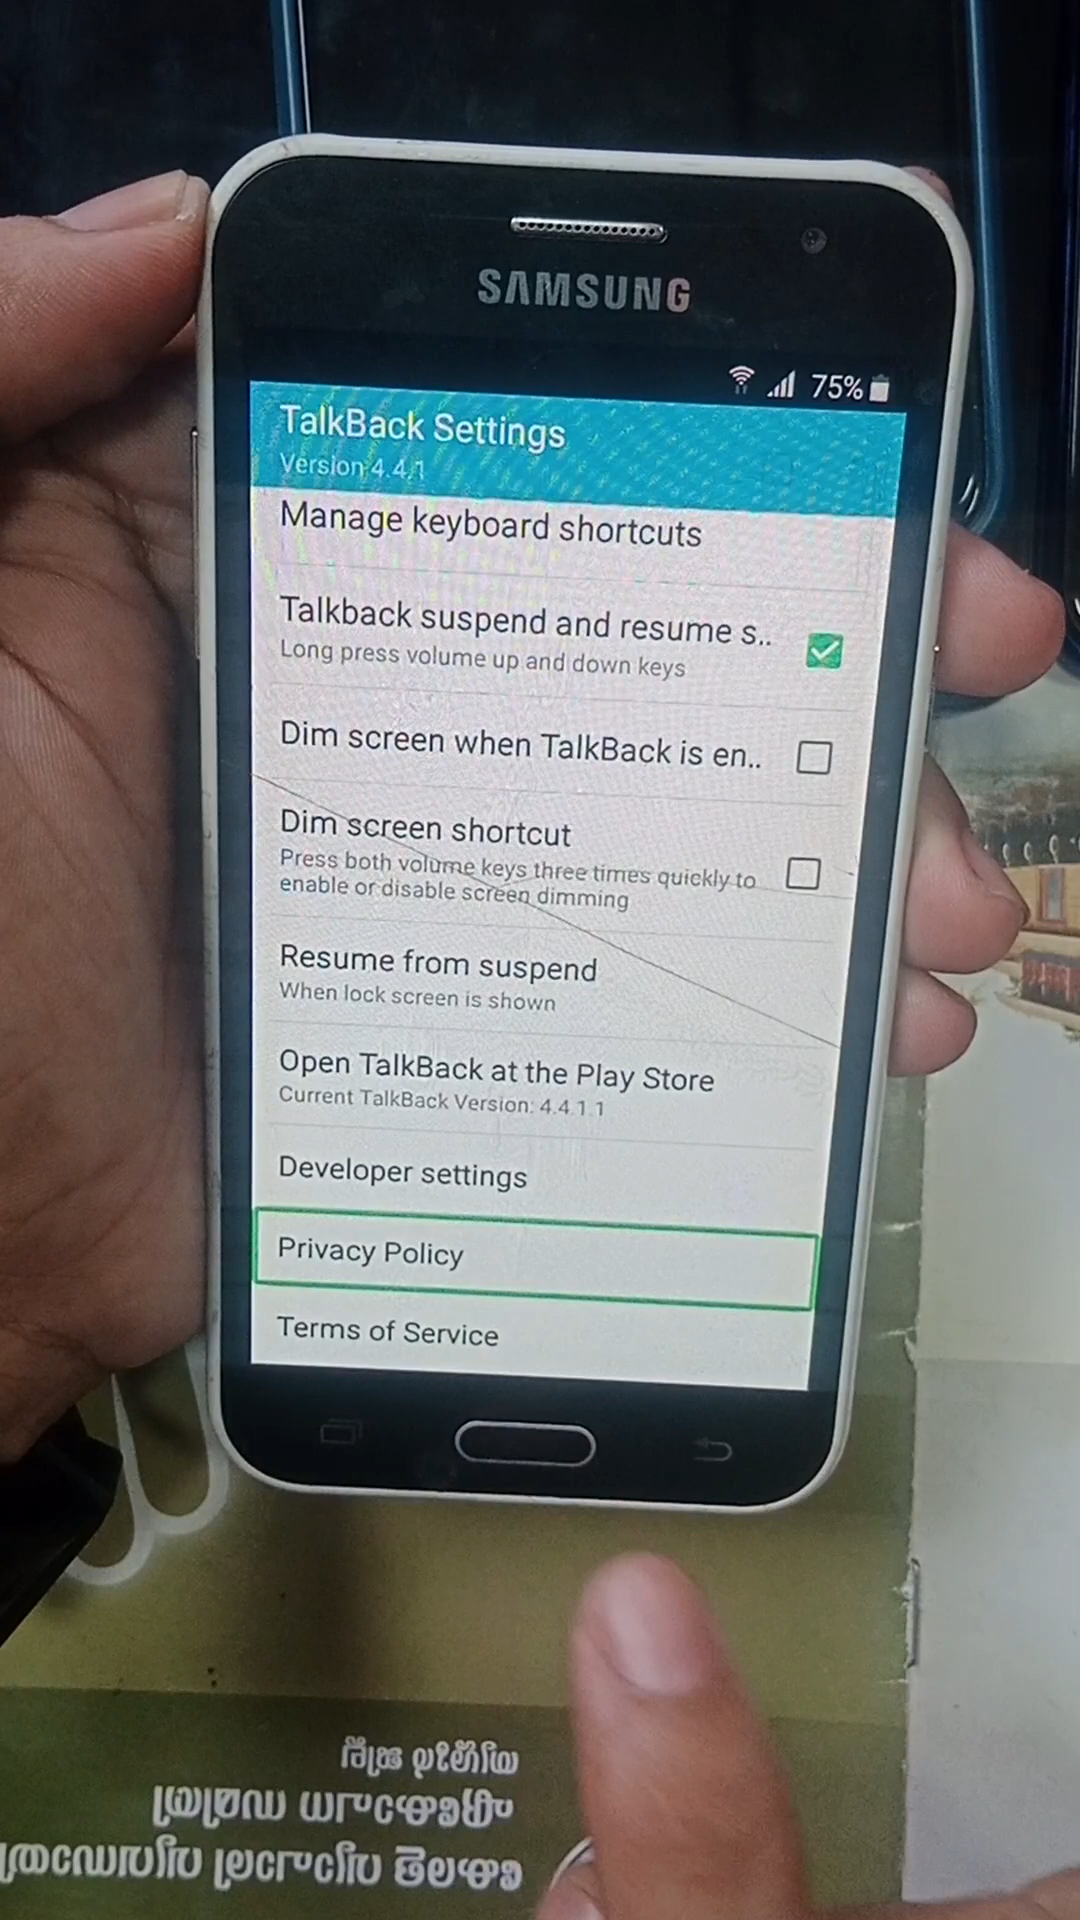 SAMSUNG
75%
TalkBack Settings
Version 4.4.1
Manage keyboard shortcuts
Talkback suspend and resume s..
Long press volume up and down keys
Dim screen when TalkBack is en..
Dim screen shortcut
Press both volume keys three times quickly to
enable or disable screen dimming
Resume from suspend
When lock screen is shown
Open TalkBack at the Play Store
Current TalkBack Version: 4.4.1.1
Developer settings
Privacy Policy
Terms of Service